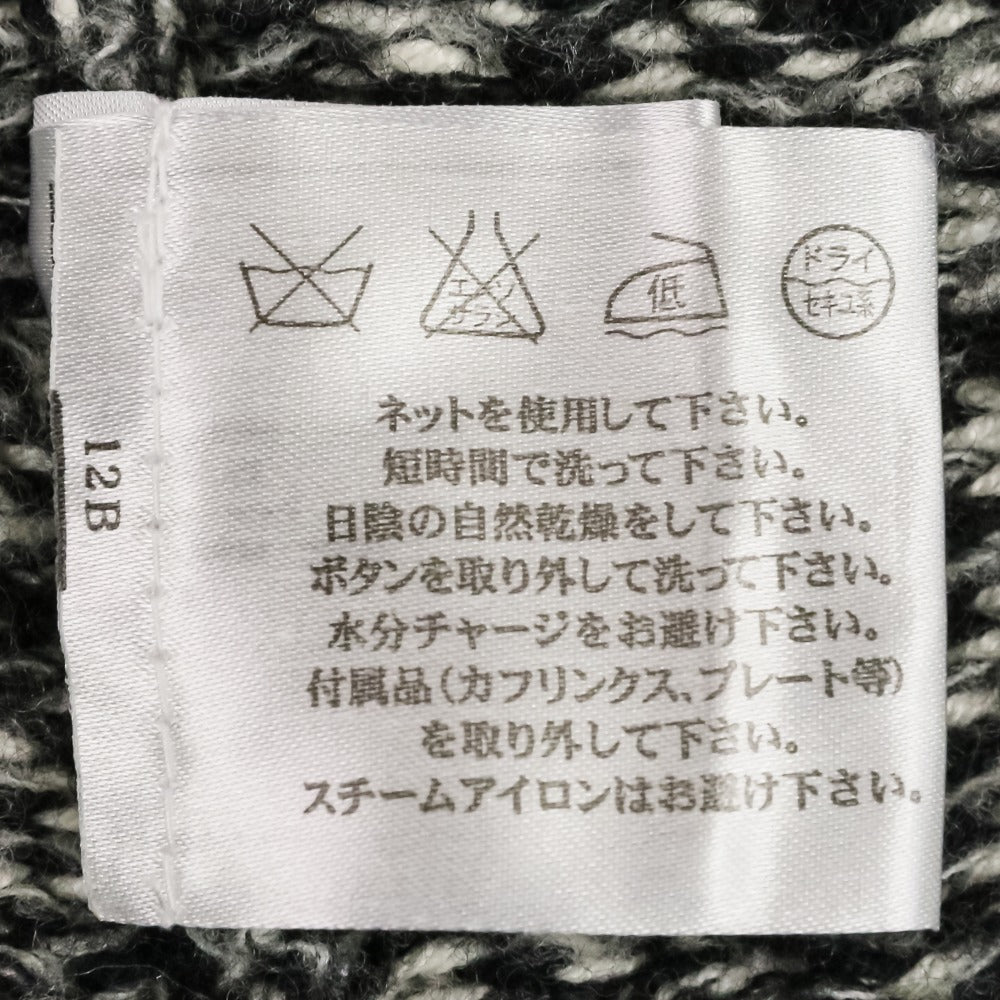 エンソ
サラシ
低
ドライ
セキユ系
ネットを使用して下さい。
短時間で洗って下さい。
日陰の自然乾燥をして下さい。
ボタンを取り外して洗って下さい。
水分チャージをお避け下さい。
付属品(カフリンクス、プレート等)
を取り外して下さい。
スチームアイロンはお避け下さい。
12B